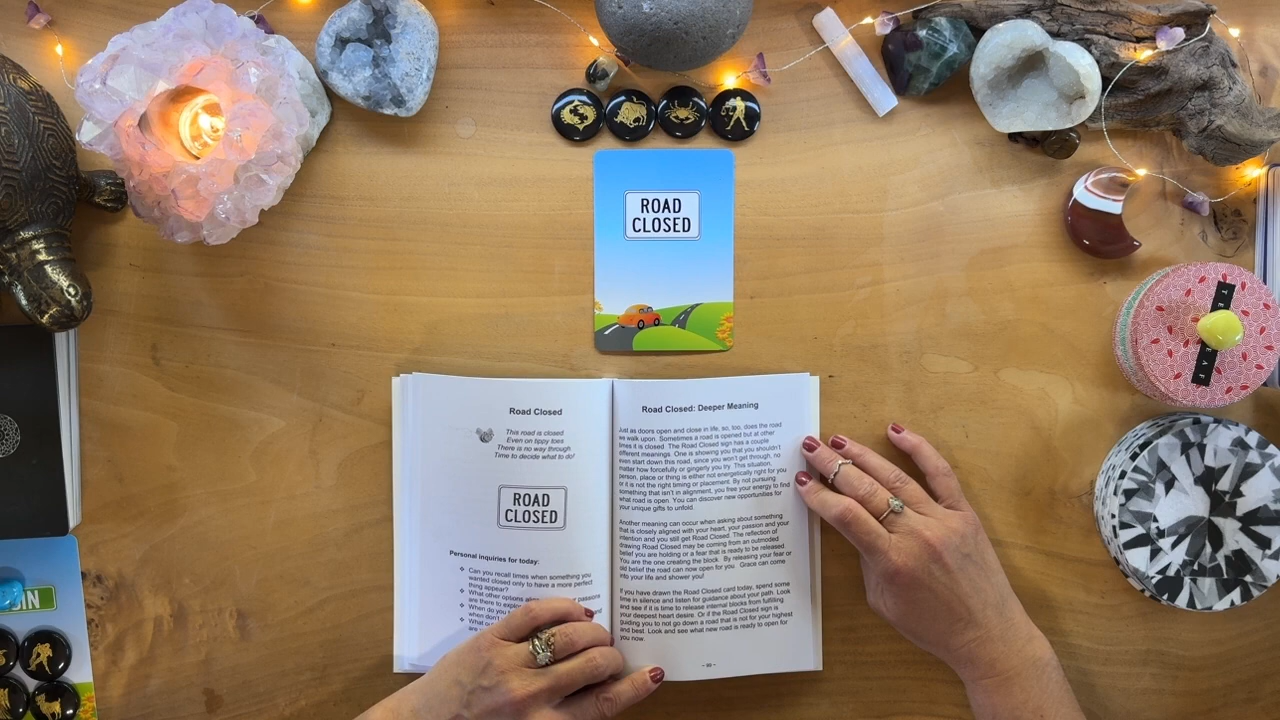 ROAD
CLOSED
Road Closed
This road is closed
Even on tippy toes
There is no way through
Time to decide what to do!
ROAD
CLOSED
Personal inquiries for today:
Can you recall times when something you
wanted closed only to have a more perfect
thing appear?
What other options
passions
are there to
When do you
when don't
What
are
Road Closed: Deeper Meaning
Just as doors open and close in life, so, too, does the road
we walk upon. Sometimes a road is opened but at other
times it is closed. The Road Closed sign has a couple
different meanings. One is showing you that you shouldn't
even start down this road, since you won't get through, no
matter how forcefully or gingerly you try. This situation,
person, place or thing is either not energetically right for you
or it is not the right timing or placement. By not pursuing
something that isn't in alignment, you free your energy to find
what road is open. You can discover new opportunities for
your unique gifts to unfold.
Another meaning can occur when asking about something
that is closely aligned with your heart, your passion and your
intention and you still get Road Closed. The reflection of
drawing Road Closed may be coming from an outmoded
belief you are holding or a fear that is ready to be released.
You are the one creating the block. By releasing your fear or
old belief the road can now open for you. Grace can come
into your life and shower you!
If you have drawn the Road Closed card today, spend some
time in silence and listen for guidance about your path. Look
and see if it is time to release internal blocks from fulfilling
your deepest heart desire. Or if the Road Closed sign is
guiding you to not go down a road that is not for your highest
and best. Look and see what new road is ready to open for
you now.